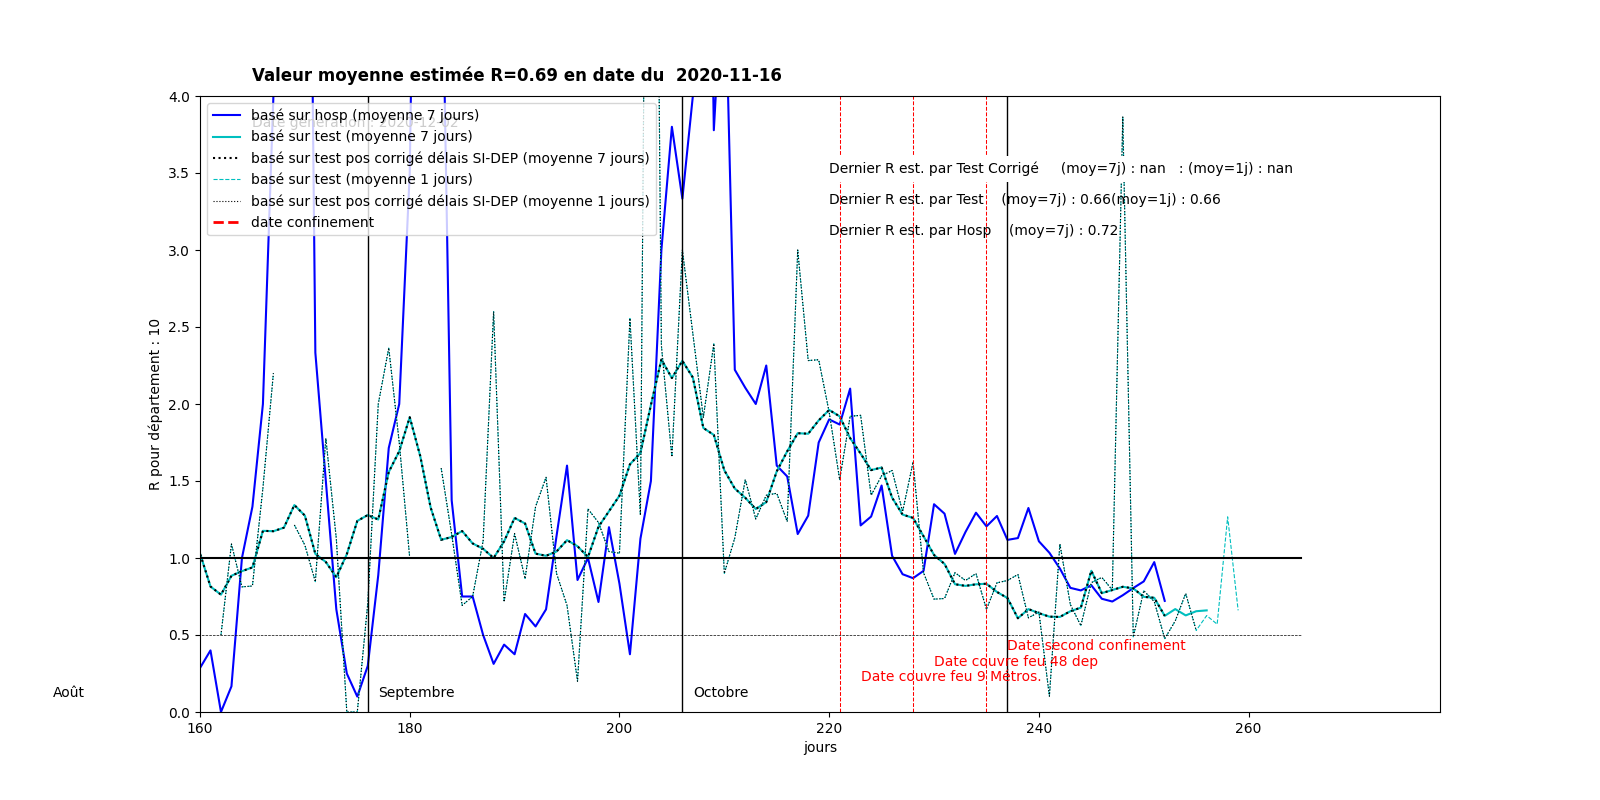 Valeur moyenne estimée R=0.69 en date du  2020-11-16
4.0
3.5
3.0
2.5
2.0
1.5
1.0
0.5
0.0
R pour département : 10
basé sur hosp (moyenne 7 jours)
basé sur test (moyenne 7 jours)
basé sur test pos corrigé délais SI-DEP (moyenne 7 jours)
basé sur test (moyenne 1 jours)
basé sur test pos corrigé délais SI-DEP (moyenne 1 jours)
date confinement
Dernier R est. par Test Corrigé     (moy=7j) : nan   : (moy=1j) : nan
Dernier R est. par Test    (moy=7j) : 0.66(moy=1j) : 0.66
Dernier R est. par Hosp    (moy=7j) : 0.72
Date second confinement
Date couvre feu 48 dep
Date couvre feu 9 Métros.
Août
Septembre
Octobre
160 180 200 220 240 260
jours